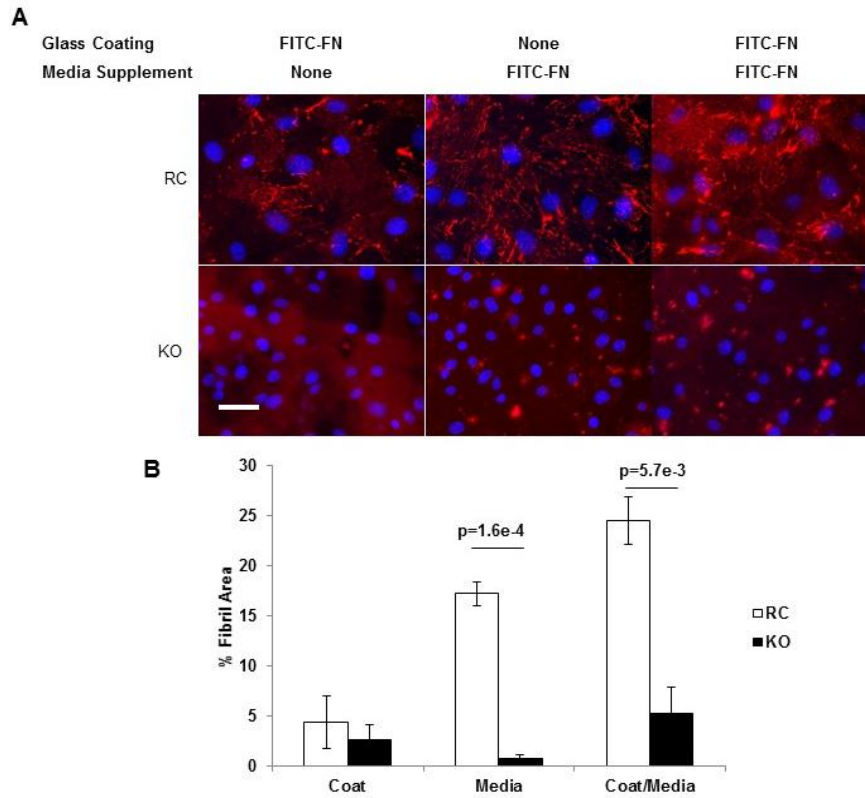 A
Glass Coating FITC-FN None FITC-FN
Media Supplement None FITC-FN FITC-FN
RC
KO
B
30
25
20
15
10
5
0
% Fibril Area
p=1.6e-4
p=5.7e-3
RC
KO
Coat Media Coat/Media